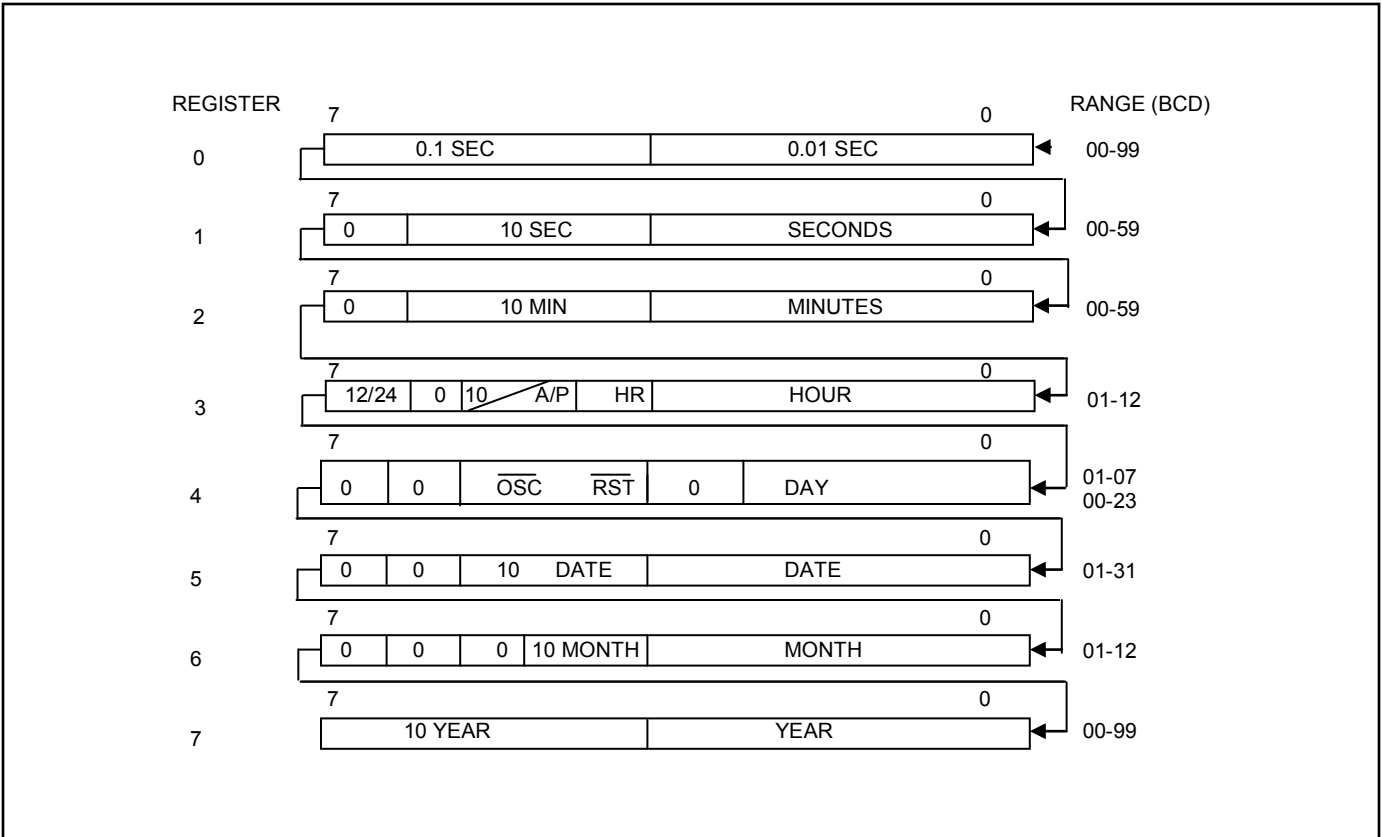 REGISTER 7 0 RANGE (BCD)
0 0.1 SEC 0.01 SEC 00-99
7 0
1 0 10 SEC SECONDS 00-59
7 0
2 0 10 MIN MINUTES 00-59
7 0
3 12/24 0 10 A/P HR HOUR 01-12
7 0
4 0 0 OSC RST 0 DAY 01-07
00-23
7 0
5 0 0 10 DATE DATE 01-31
7 0
6 0 0 0 10 MONTH MONTH 01-12
7 0
7 10 YEAR YEAR 00-99